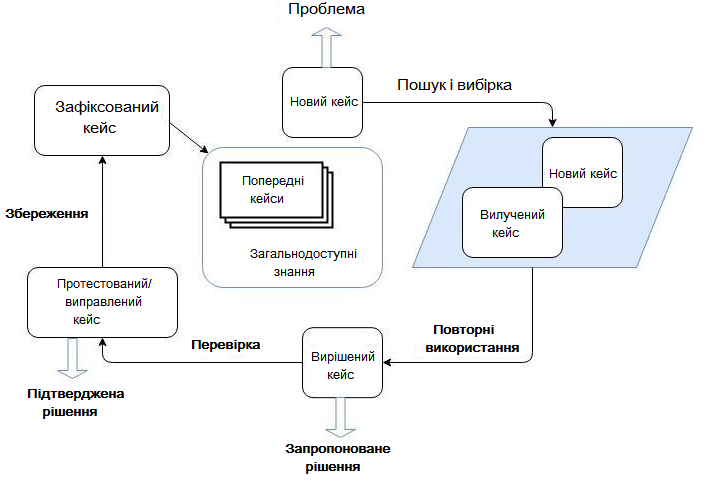 Проблема
Новий кейс
Пошук і вибірка
Зафіксований
кейс
Новий кейс
Попередні
кейси
Вилучений
кейс
Збереження
Загальнодоступні
знання
Протестований/
виправлений
кейс
Повторні
використання
Перевірка
Вирішений
кейс
Підтверджена
рішення
Запропоноване
рішення